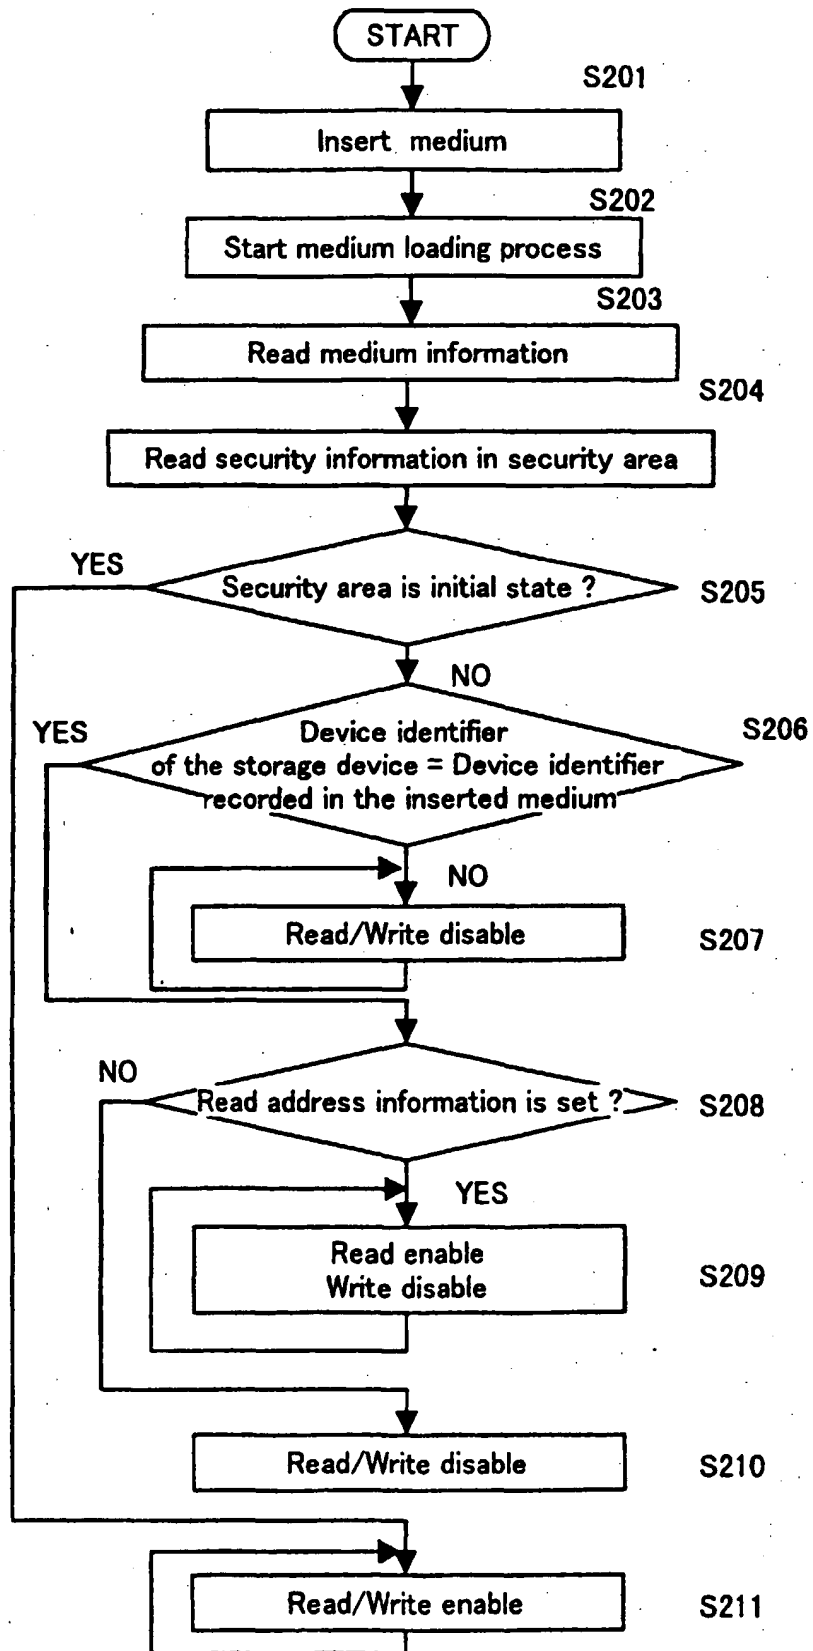 START
S201
Insert medium
S202
Start medium loading process
S203
Read medium information
S204
Read security information in security area
YES
Security area is initial state ?
S205
NO
YES
Device identifier
of the storage device = Device identifier
recorded in the inserted medium
S206
NO
Read/Write disable
S207
NO
Read address information is set ?
S208
YES
Read enable
Write disable
S209
Read/Write disable
S210
Read/Write enable
S211